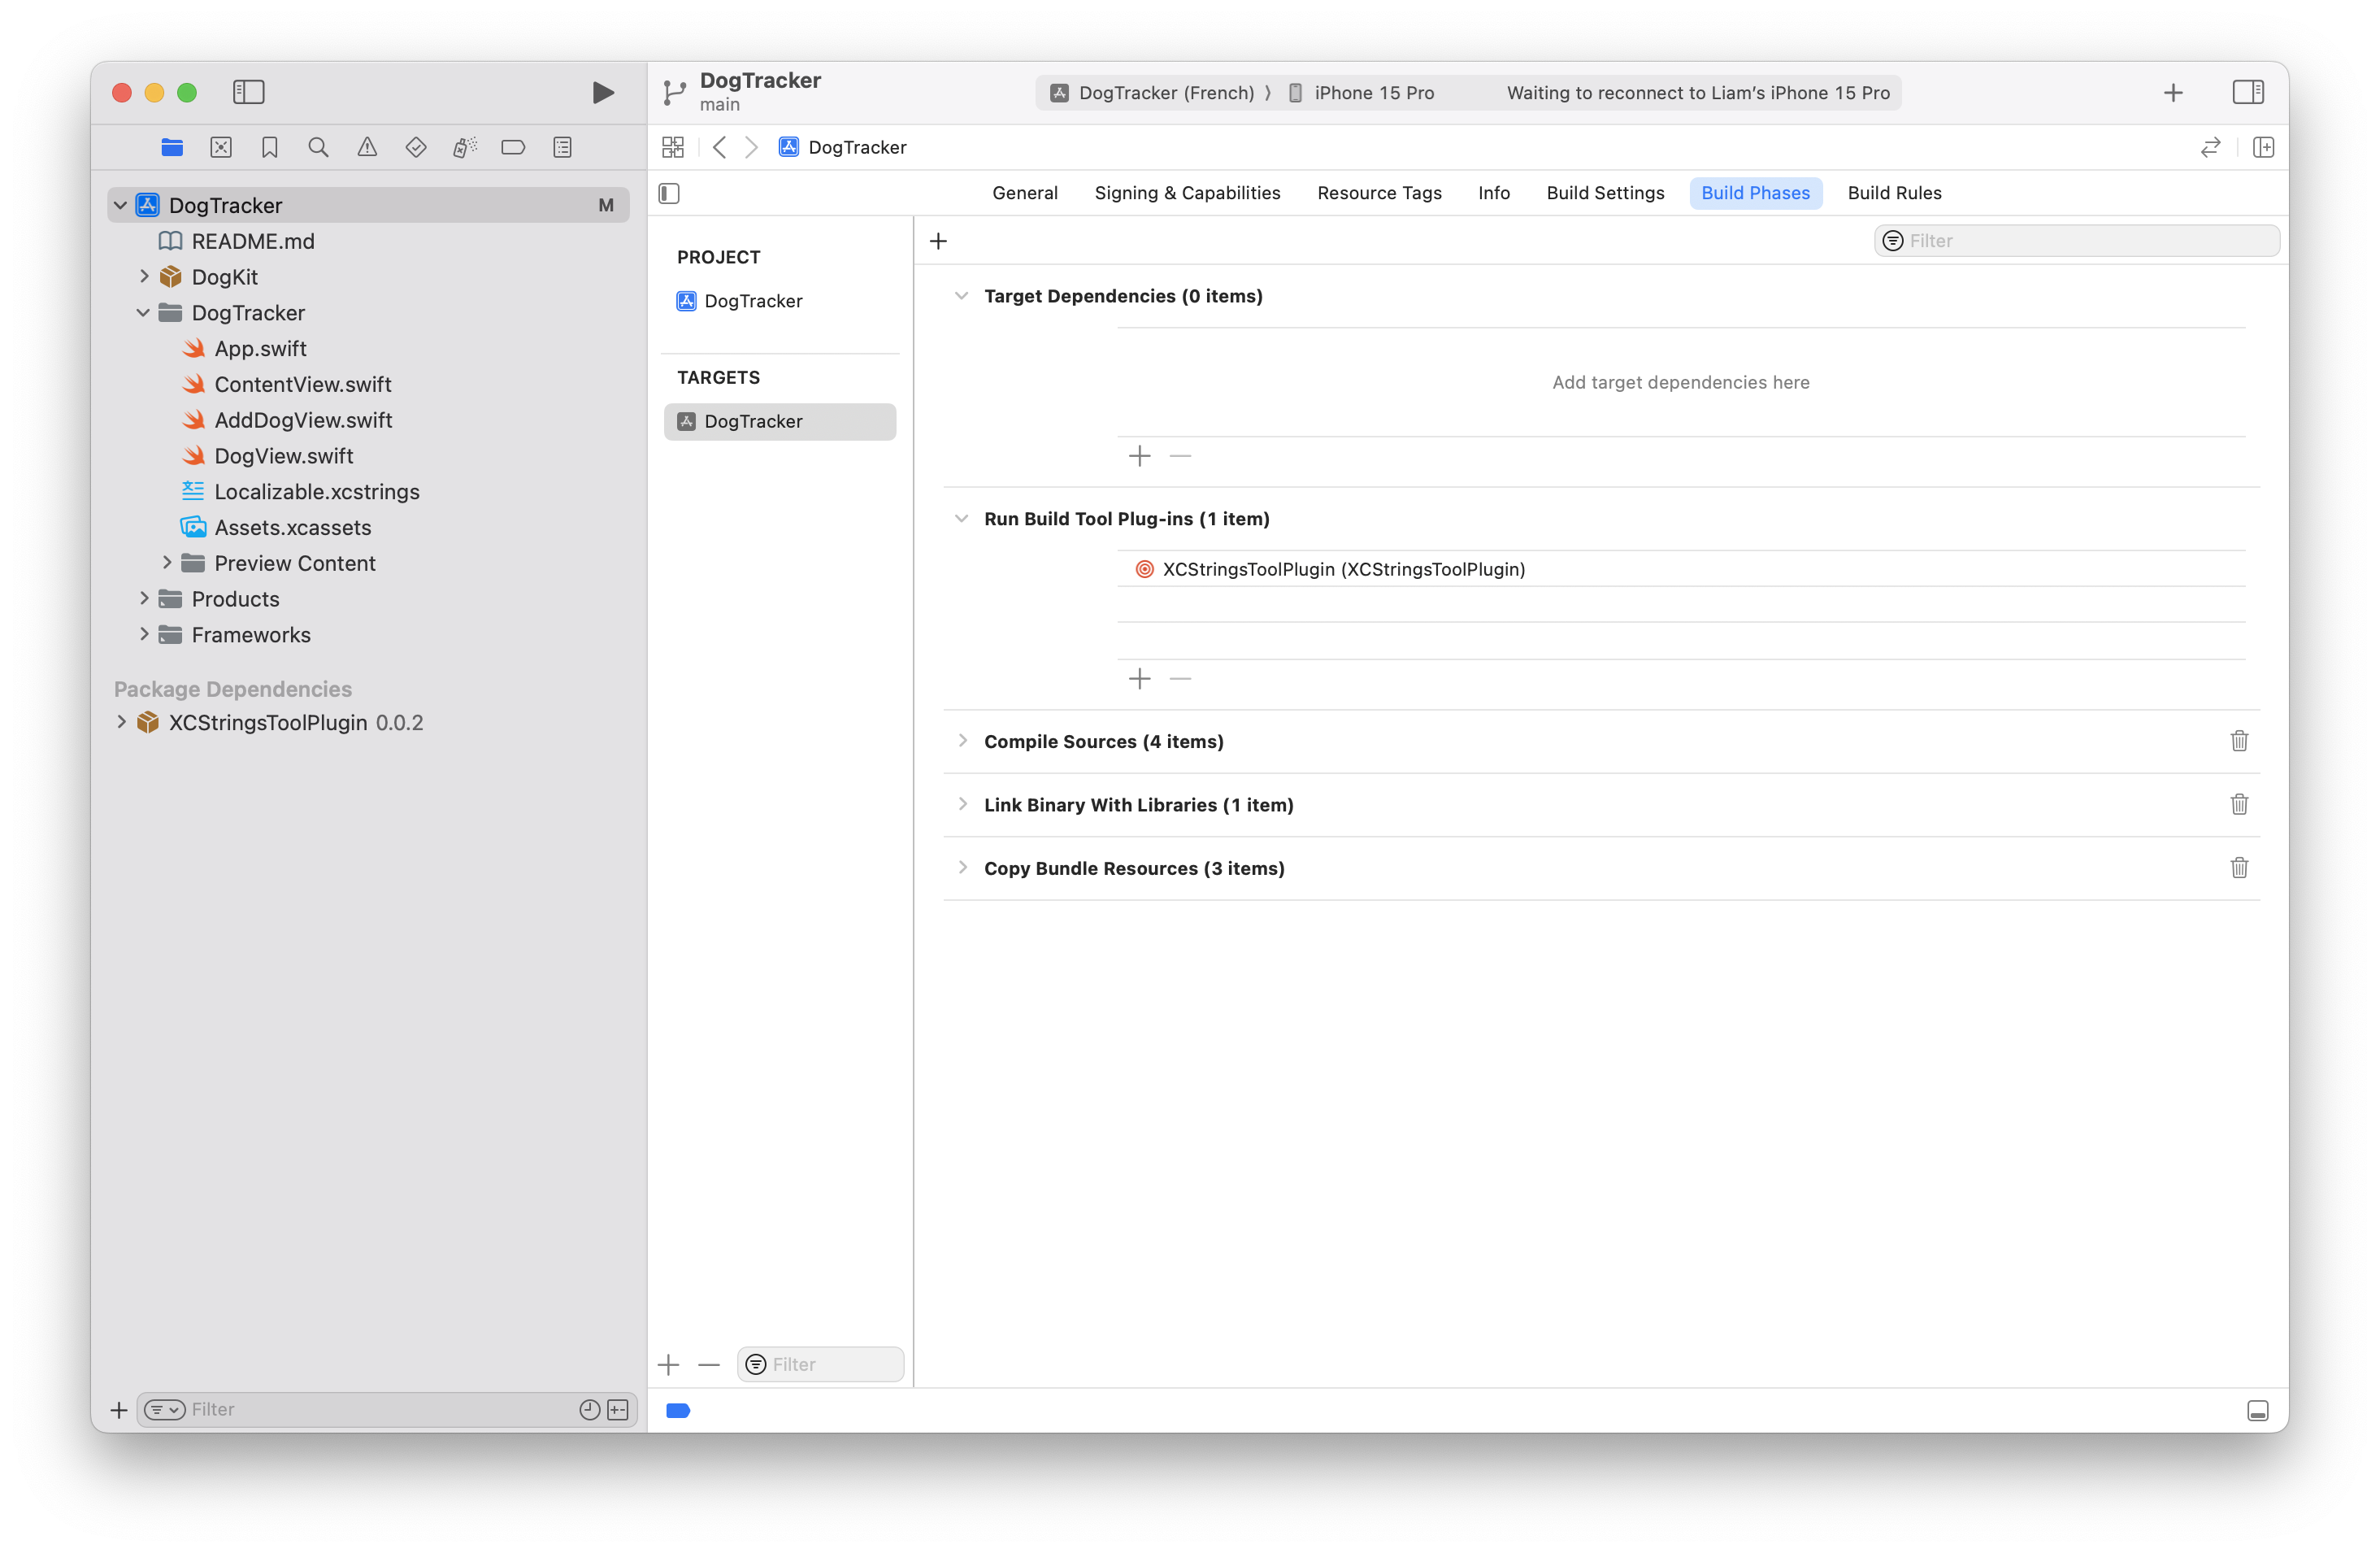 DogTracker
main
DogTracker (French) ⟩ iPhone 15 Pro
Waiting to reconnect to Liam’s iPhone 15 Pro
DogTracker
M
README.md
DogKit
DogTracker
App.swift
ContentView.swift
AddDogView.swift
DogView.swift
Localizable.xcstrings
Assets.xcassets
Preview Content
Products
Frameworks
Package Dependencies
XCStringsToolPlugin 0.0.2
Filter
DogTracker
General Signing & Capabilities Resource Tags Info Build Settings Build Phases Build Rules
PROJECT
DogTracker
TARGETS
DogTracker
Filter
Filter
Target Dependencies (0 items)
Add target dependencies here
Run Build Tool Plug-ins (1 item)
XCStringsToolPlugin (XCStringsToolPlugin)
Compile Sources (4 items)
Link Binary With Libraries (1 item)
Copy Bundle Resources (3 items)